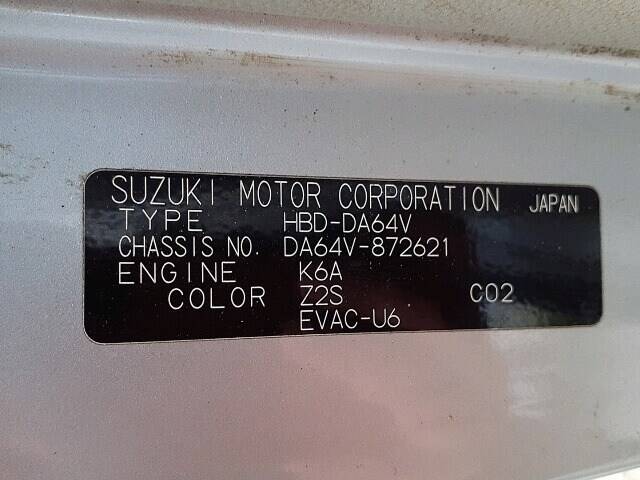 SUZUKI MOTOR CORPORATION JAPAN
TYPE HBD-DA64V
CHASSIS NO. DA64V-872621
ENGINE K6A
COLOR Z2S C02
EVAC-U6